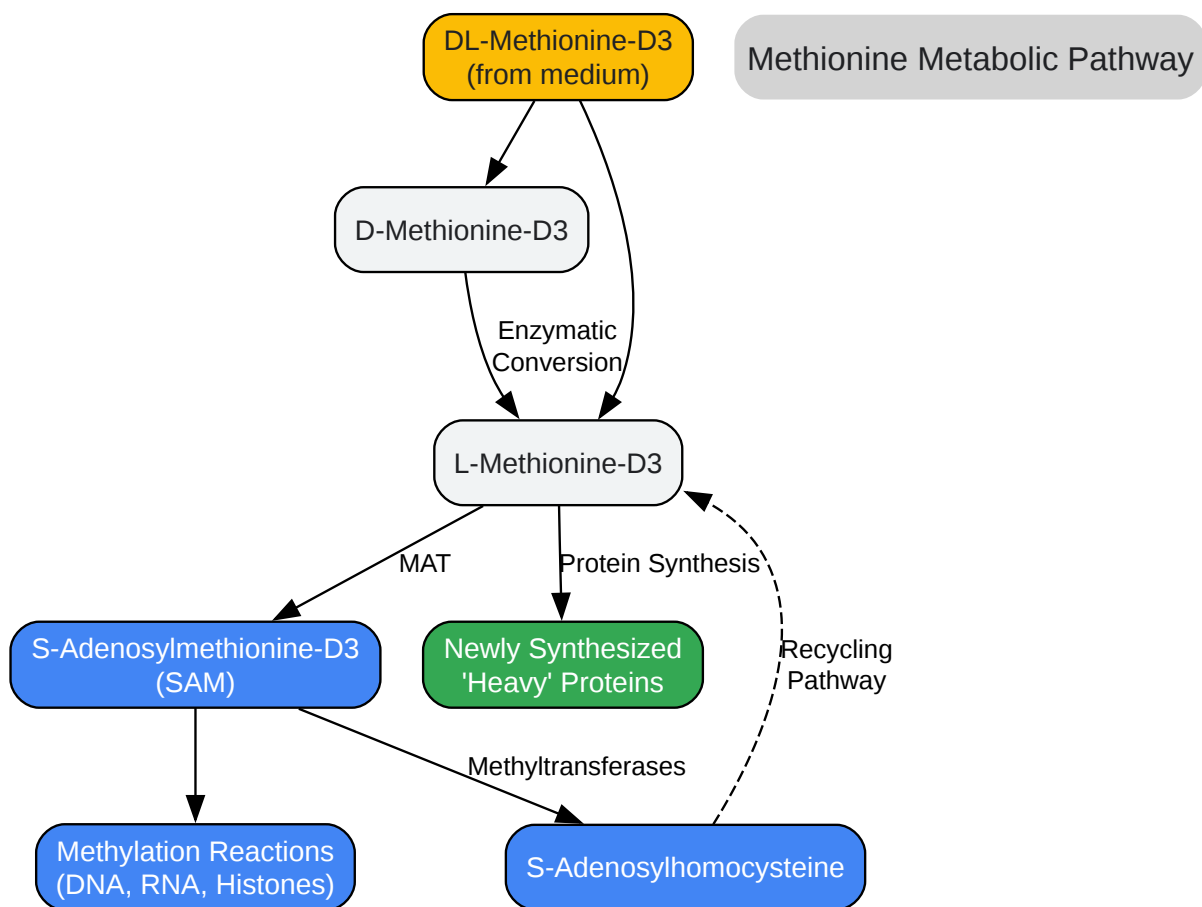 DL-Methionine-D3
(from medium)
Methionine Metabolic Pathway
D-Methionine-D3
Enzymatic
Conversion
L-Methionine-D3
MAT
Protein Synthesis
S-Adenosylmethionine-D3
(SAM)
Newly Synthesized
'Heavy' Proteins
Recycling
Pathway
Methyltransferases
Methylation Reactions
(DNA, RNA, Histones)
S-Adenosylhomocysteine